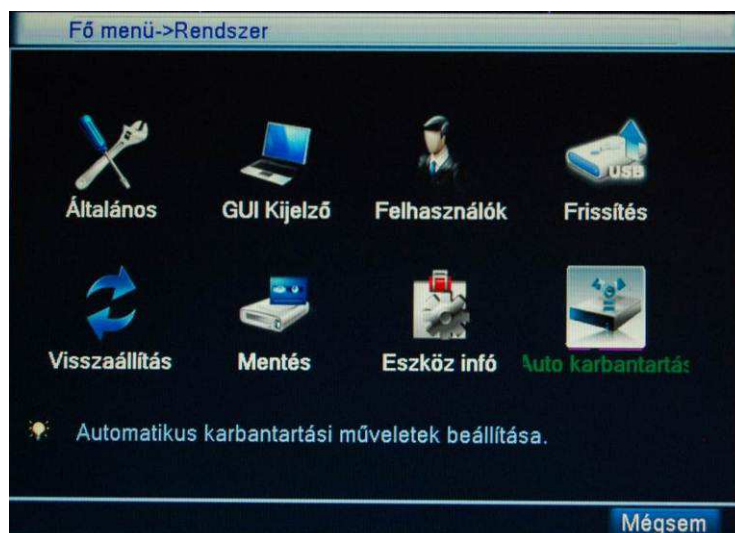 Fő menü->Rendszer
Általános GUI Kijelző Felhasználók Frissítés
USB
Visszaállítás Mentés Eszköz infó Auto karbantartás
Automatikus karbantartási műveletek beállítása.
Mégsem